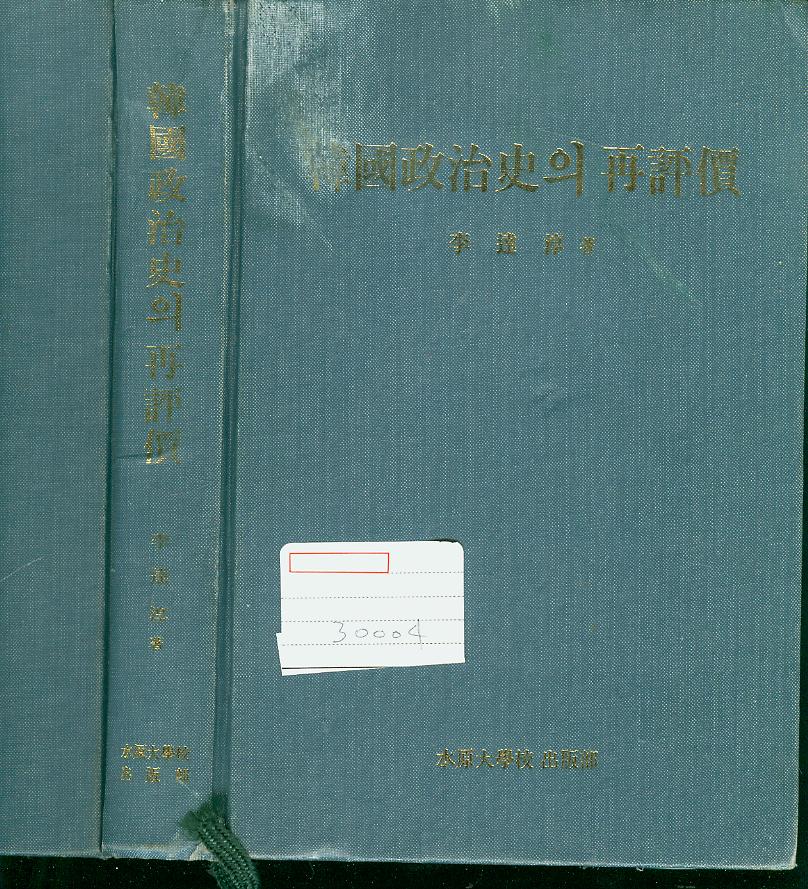 韓國政治史의 再評價
李 達 淳 著
水原大學校
出 版 部
韓國政治史의 再評價
李 達 淳 著
30004
水原大學校 出版部